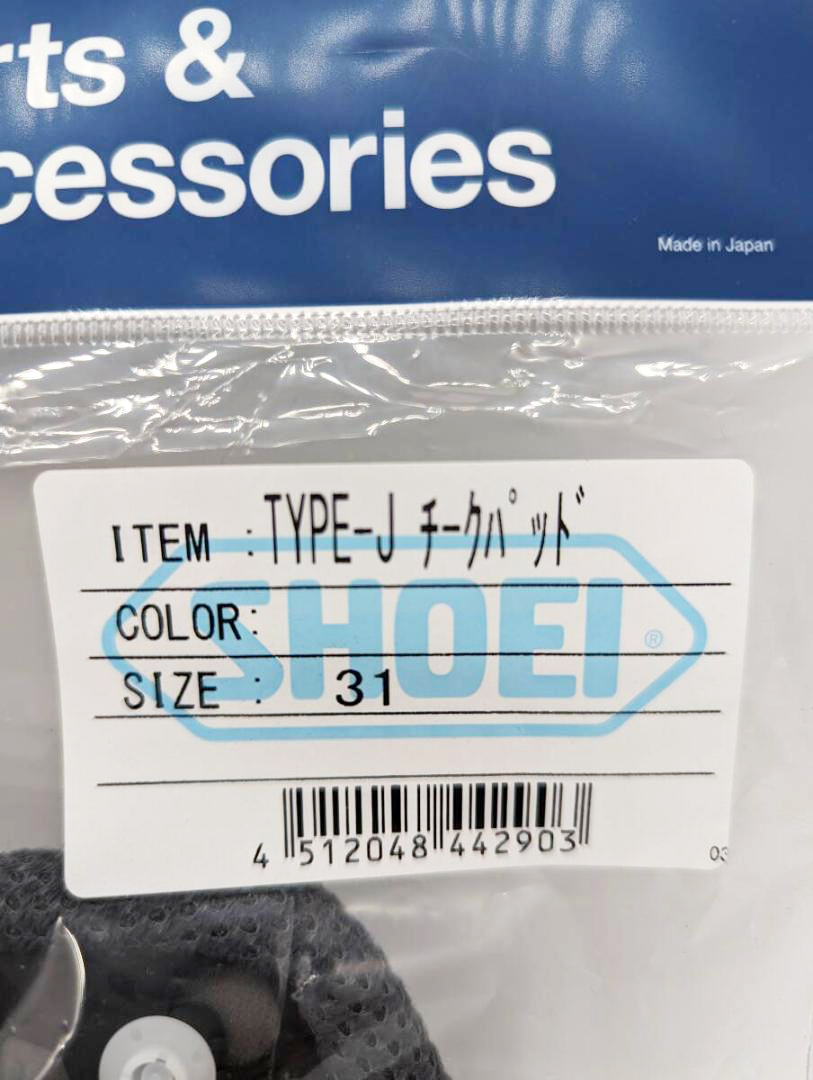 rts &
cessories
Made in Japan
ITEM :TYPE-J チークパッド
COLOR:
SHOEI®
SIZE : 31
4 512048 442903
03